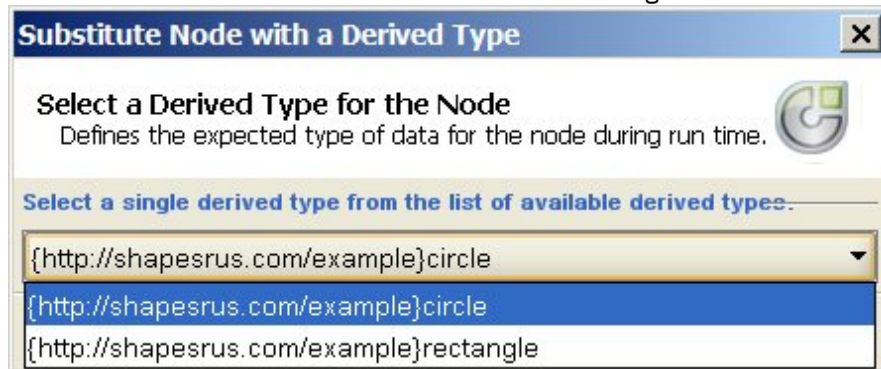 Substitute Node with a Derived Type
Select a Derived Type for the Node
Defines the expected type of data for the node during run time.
Select a single derived type from the list of available derived types.
{http://shapesrus.com/example}circle
{http://shapesrus.com/example}circle
{http://shapesrus.com/example}rectangle